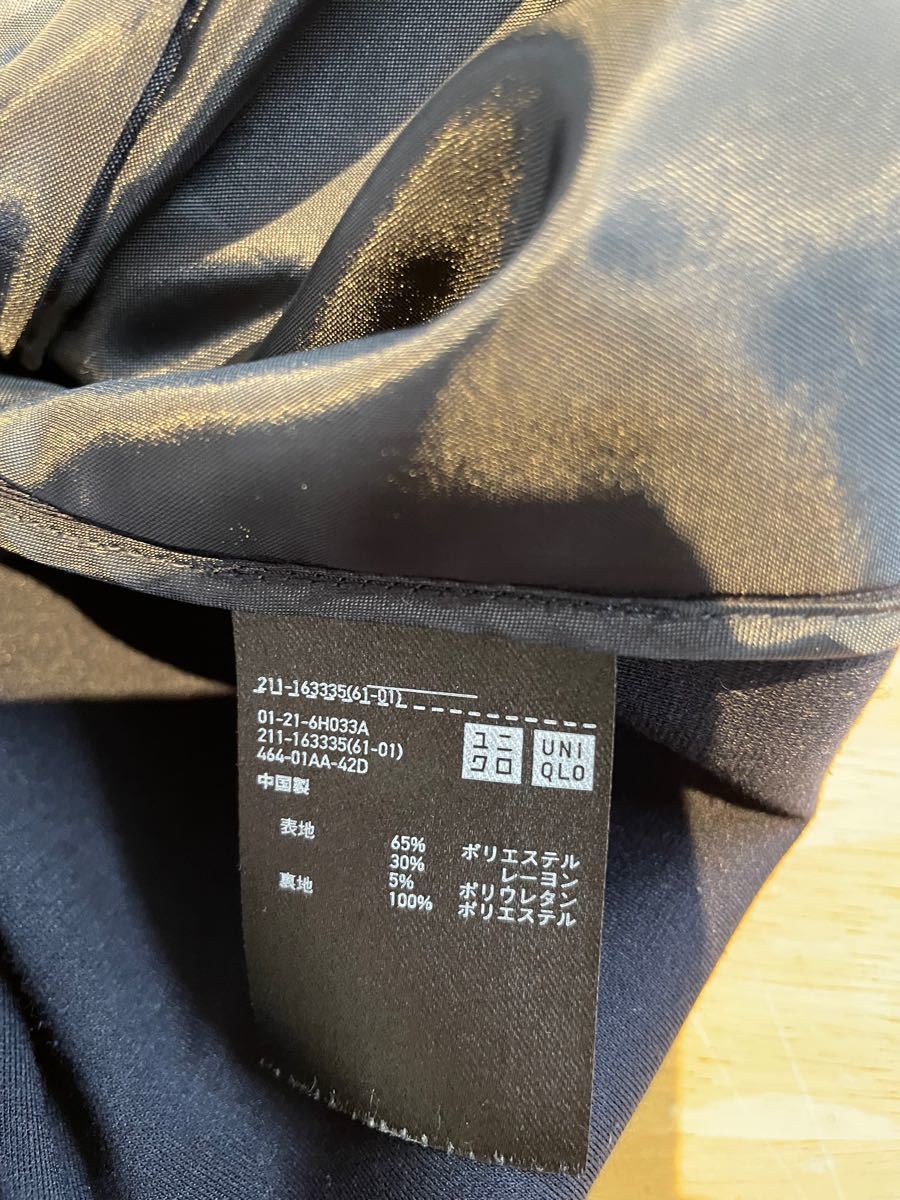 211-163335(61-01)
01-21-6H033A
211-163335(61-01)
464-01AA-42D
中国製
ユニ
クロ
UNI
QLO
表地 65% ポリエステル
30% レーヨン
5% ポリウレタン
裏地 100% ポリエステル